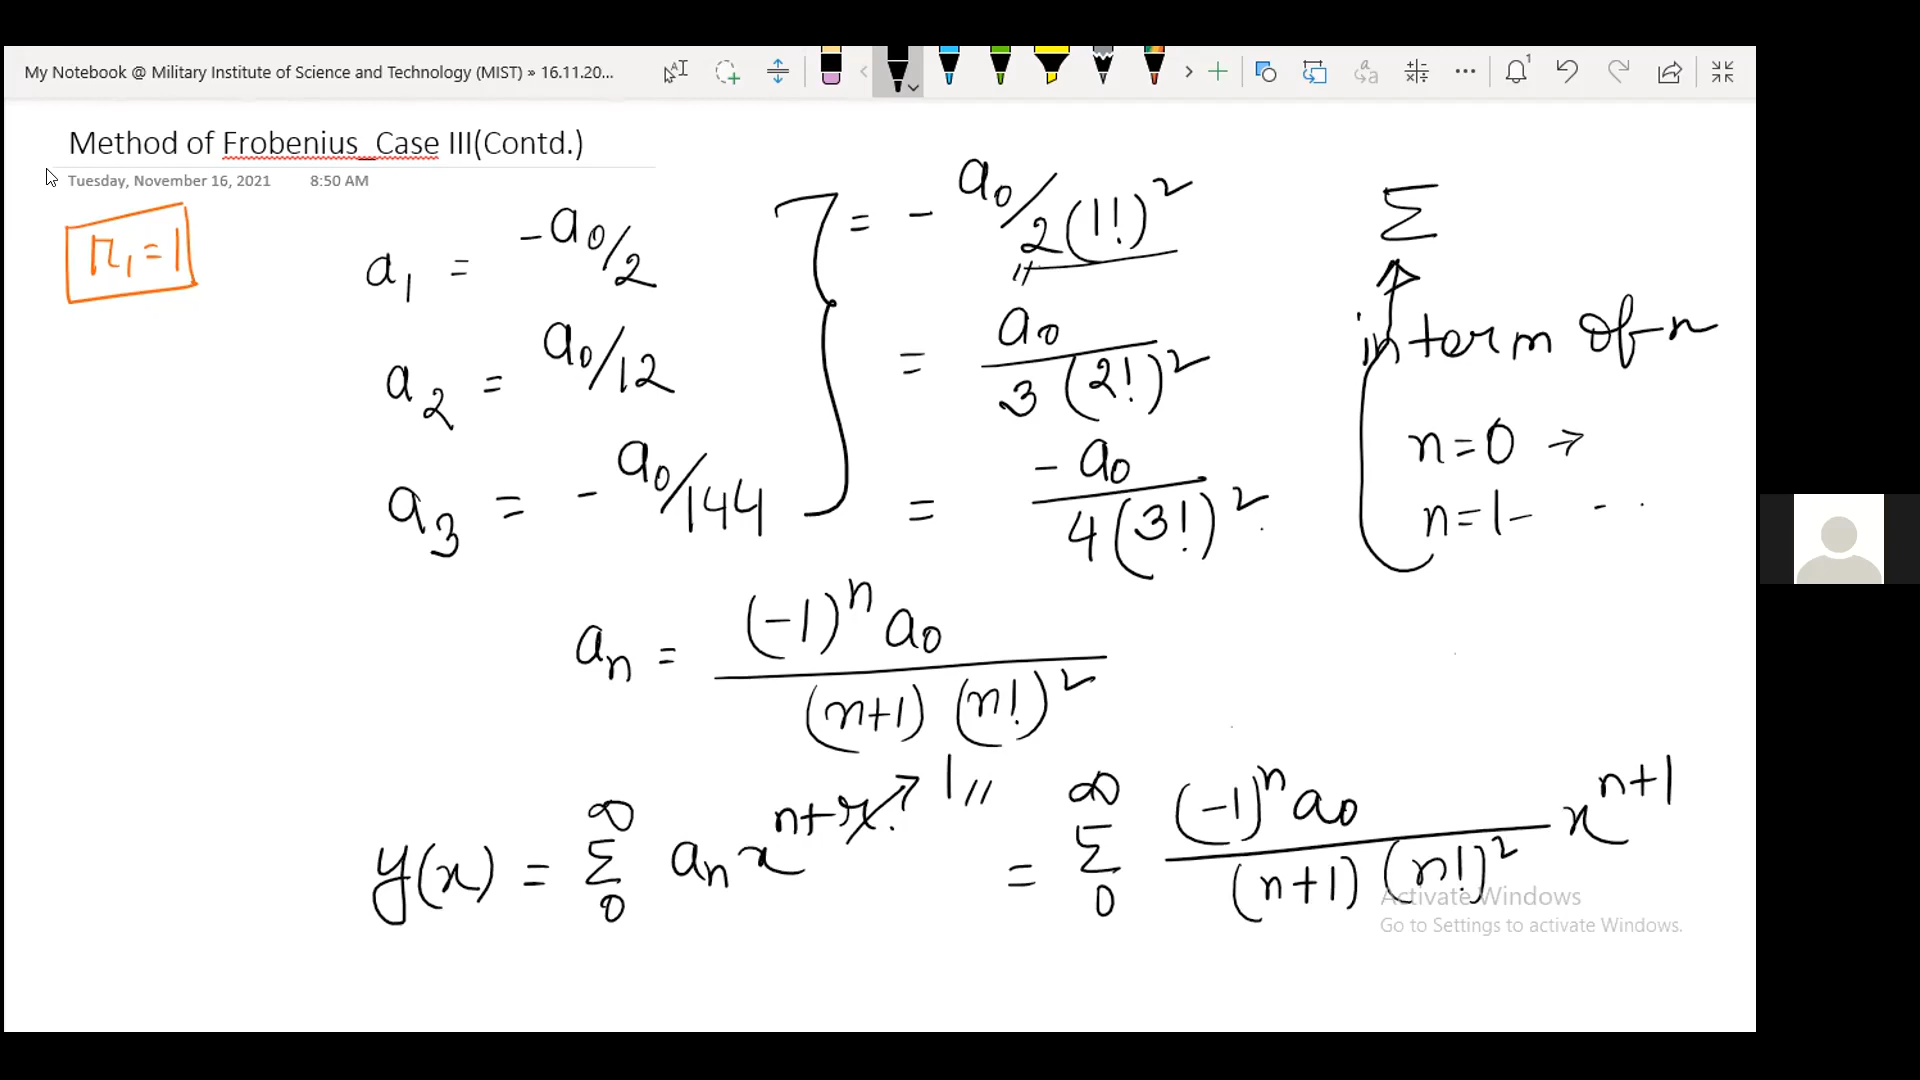 My Notebook @ Military Institute of Science and Technology (MIST) » 16.11.20...
Method of Frobenius_Case III(Contd.)
Tuesday, November 16, 2021 8:50 AM
r₁ = 1
a₁ = -a₀/2 = - a₀/2(1!)²
a₂ = a₀/12 = a₀/3(2!)²
a₃ = - a₀/144 = -a₀/4(3!)²
Σ
in term of n
n=0 →
n=1 - - .
aₙ = (-1)ⁿ a₀ / (n+1) (n!)²
y(x) = Σ₀^∞ aₙ x^(n+r) ↗ 1 = Σ₀^∞ (-1)ⁿ a₀ / (n+1) (n!)² x^(n+1)
Activate Windows
Go to Settings to activate Windows.